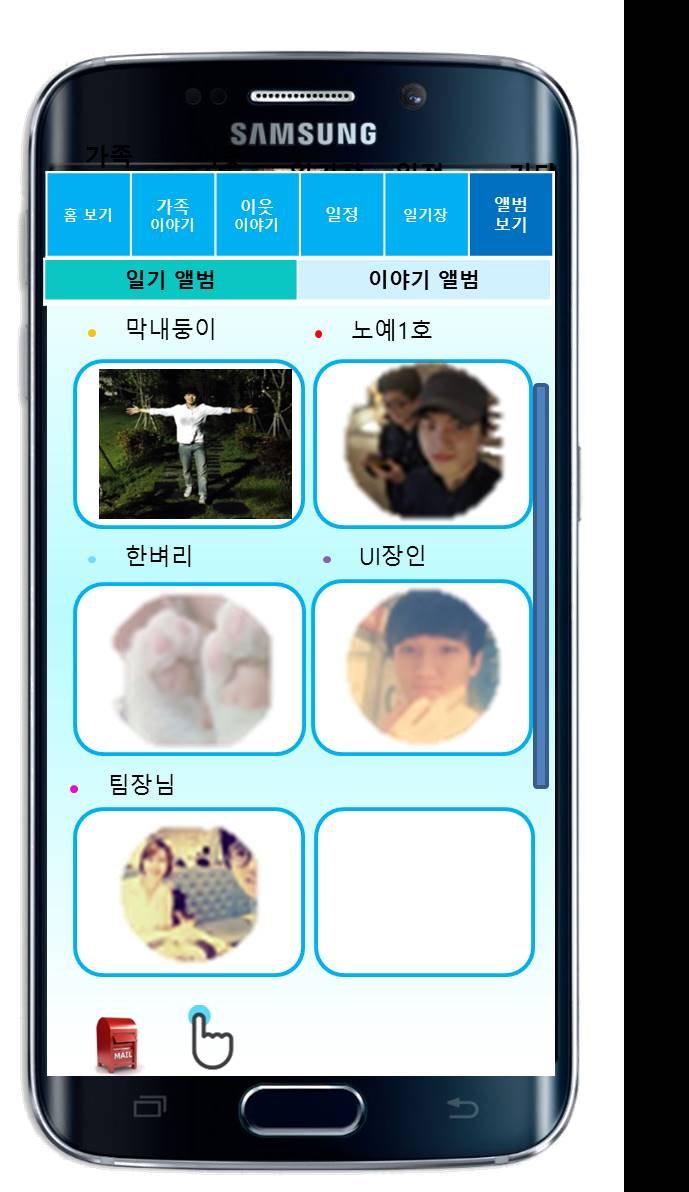 SAMSUNG
가족
홈 보기
가족
이야기
이웃
이야기
일정
일기장
앨범
보기
일기 앨범
이야기 앨범
막내둥이
노예1호
한벼리
UI장인
팀장님
MAIL